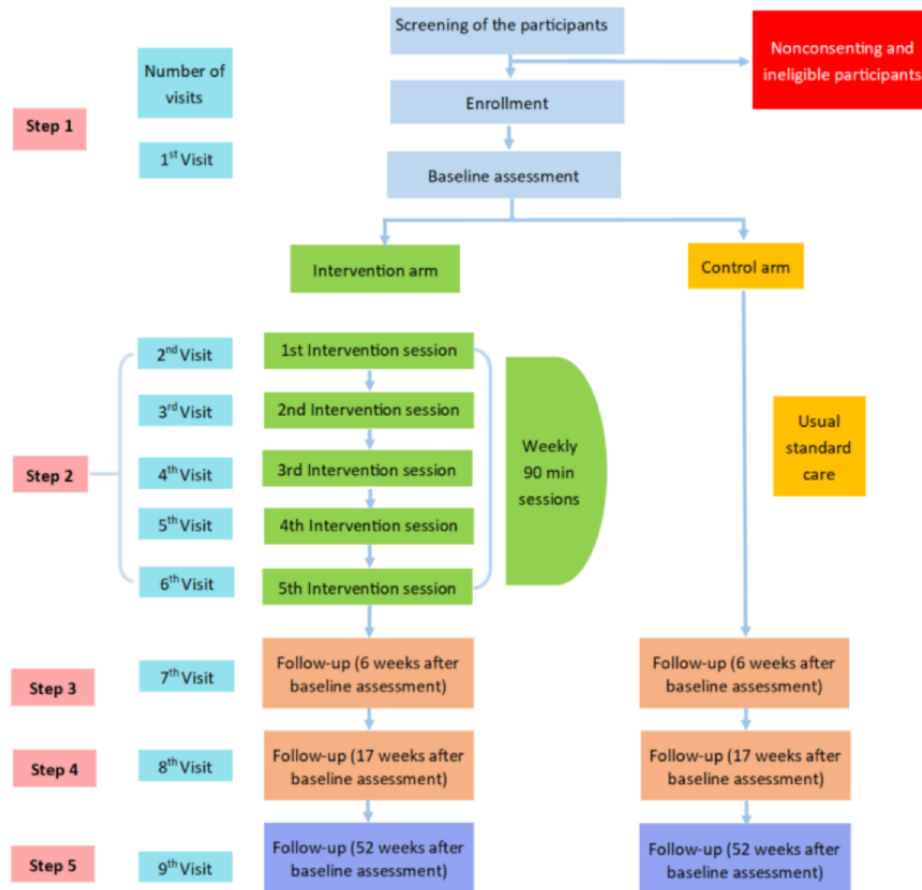 Screening of the participants
Nonconsenting and
ineligible participants
Number of
visits
Enrollment
Step 1
1st Visit
Baseline assessment
Intervention arm
Control arm
2nd Visit
1st Intervention session
3rd Visit
2nd Intervention session
Step 2
4th Visit
3rd Intervention session
Weekly
90 min
sessions
Usual
standard
care
5th Visit
4th Intervention session
6th Visit
5th Intervention session
Step 3
7th Visit
Follow-up (6 weeks after
baseline assessment)
Follow-up (6 weeks after
baseline assessment)
Step 4
8th Visit
Follow-up (17 weeks after
baseline assessment)
Follow-up (17 weeks after
baseline assessment)
Step 5
9th Visit
Follow-up (52 weeks after
baseline assessment)
Follow-up (52 weeks after
baseline assessment)